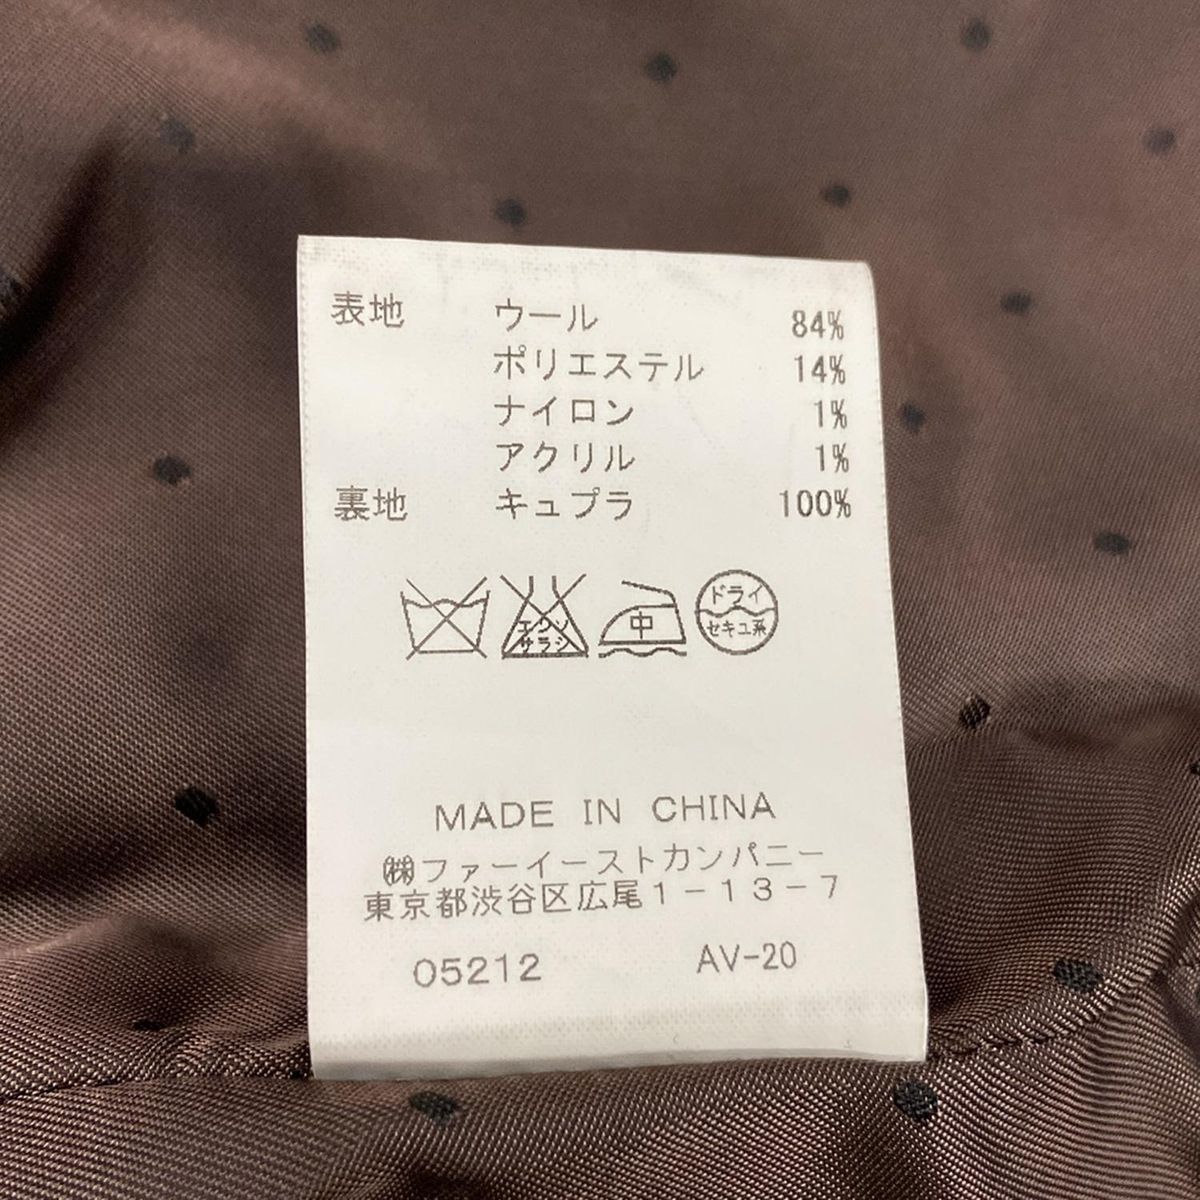 表地 ウール 84%
ポリエステル 14%
ナイロン 1%
アクリル 1%
裏地 キュプラ 100%
エンソ
サラシ
中
ドライ
セキユ系
MADE IN CHINA
㈱ファーイーストカンパニー
東京都渋谷区広尾1-13-7
05212 AV-20